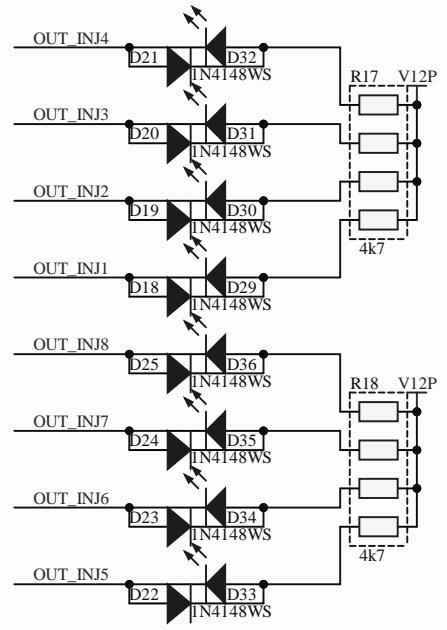 OUT_INJ4
D21
D32
1N4148WS
R17
V12P
OUT_INJ3
D20
D31
1N4148WS
OUT_INJ2
D19
D30
1N4148WS
4k7
OUT_INJ1
D18
D29
1N4148WS
OUT_INJ8
D25
D36
1N4148WS
R18
V12P
OUT_INJ7
D24
D35
1N4148WS
OUT_INJ6
D23
D34
1N4148WS
4k7
OUT_INJ5
D22
D33
1N4148WS